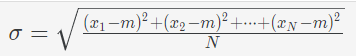 σ = √((x₁−m)²+(x₂−m)²+⋯+(x_N−m)²/N)